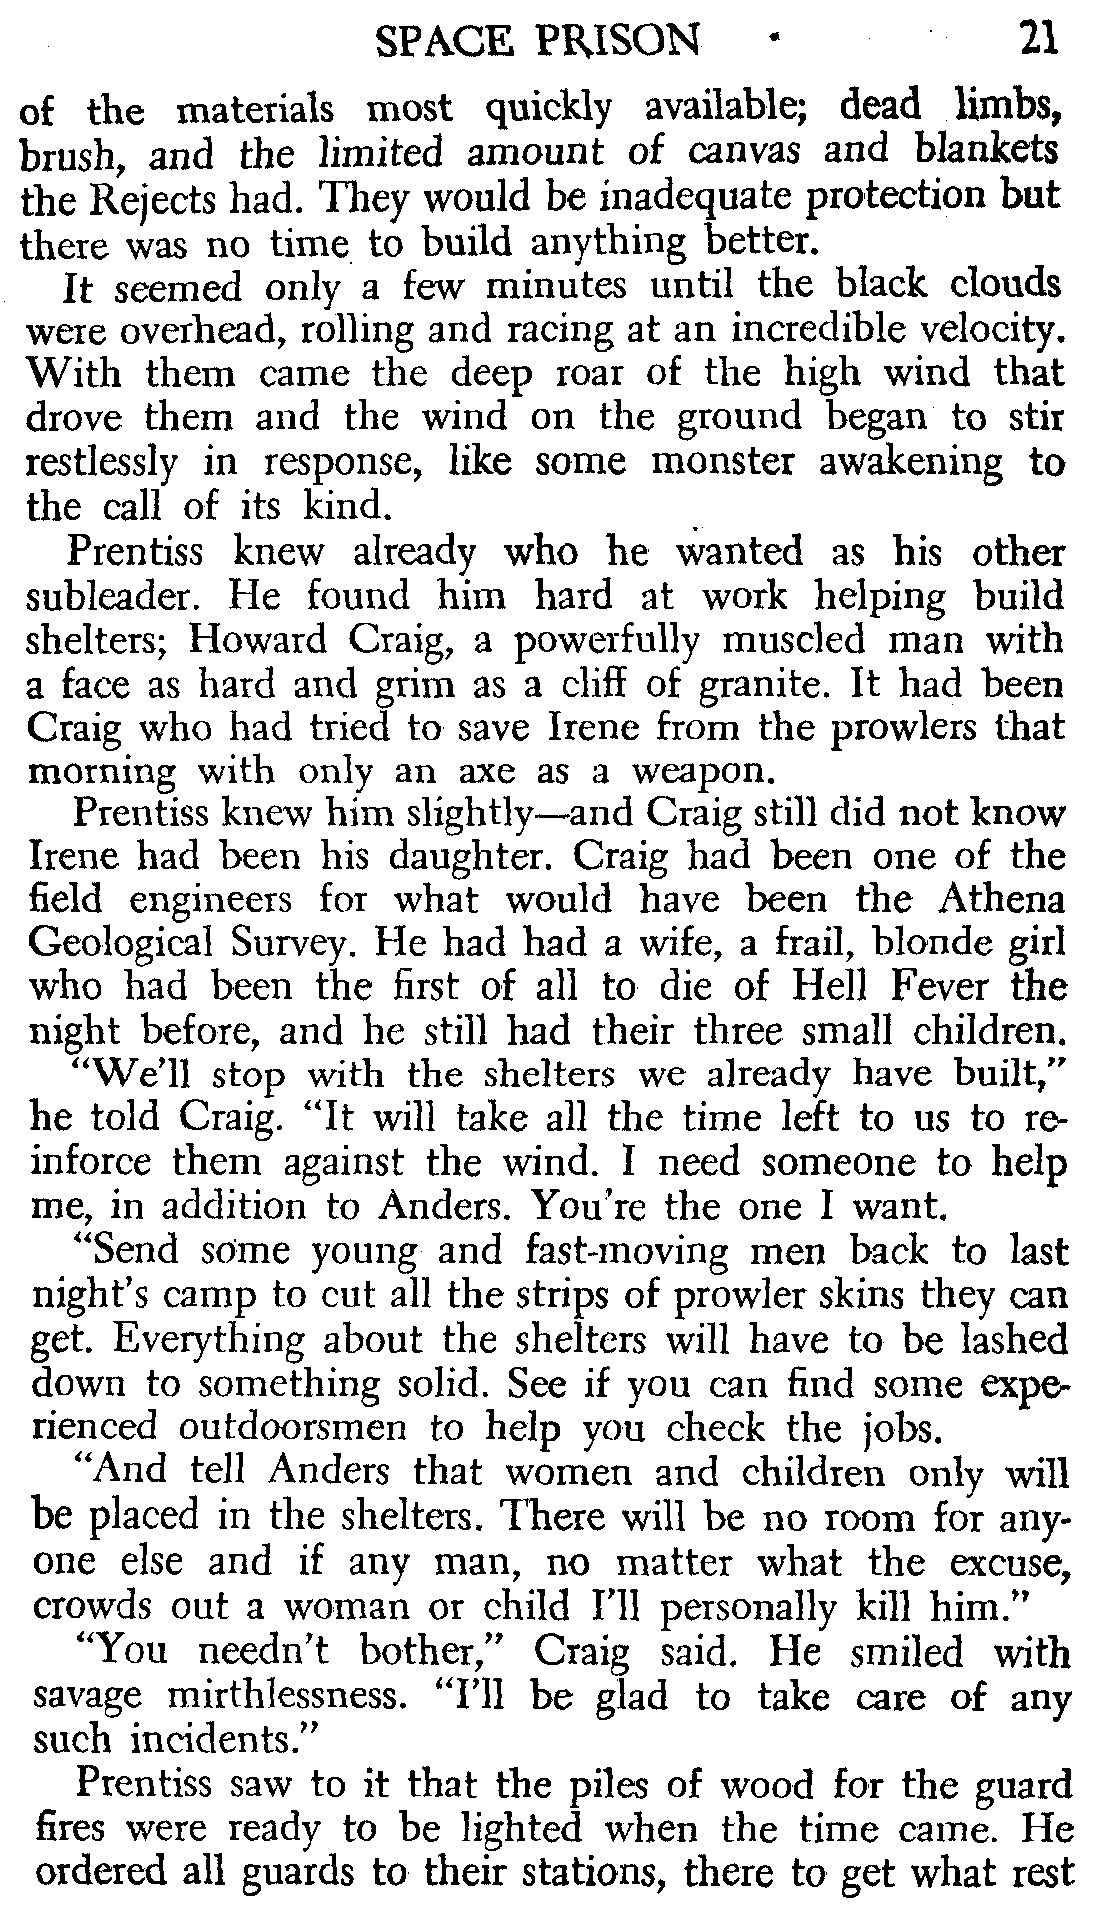 SPACE PRISON 21
of the materials most quickly available; dead limbs,
brush, and the limited amount of canvas and blankets
the Rejects had. They would be inadequate protection but
there was no time to build anything better.
It seemed only a few minutes until the black clouds
were overhead, rolling and racing at an incredible velocity.
With them came the deep roar of the high wind that
drove them and the wind on the ground began to stir
restlessly in response, like some monster awakening to
the call of its kind.
Prentiss knew already who he wanted as his other
subleader. He found him hard at work helping build
shelters; Howard Craig, a powerfully muscled man with
a face as hard and grim as a cliff of granite. It had been
Craig who had tried to save Irene from the prowlers that
morning with only an axe as a weapon.
Prentiss knew him slightly—and Craig still did not know
Irene had been his daughter. Craig had been one of the
field engineers for what would have been the Athena
Geological Survey. He had had a wife, a frail, blonde girl
who had been the first of all to die of Hell Fever the
night before, and he still had their three small children.
"We'll stop with the shelters we already have built,"
he told Craig. "It will take all the time left to us to re-
inforce them against the wind. I need someone to help
me, in addition to Anders. You're the one I want.
"Send some young and fast-moving men back to last
night's camp to cut all the strips of prowler skins they can
get. Everything about the shelters will have to be lashed
down to something solid. See if you can find some expe-
rienced outdoorsmen to help you check the jobs.
"And tell Anders that women and children only will
be placed in the shelters. There will be no room for any-
one else and if any man, no matter what the excuse,
crowds out a woman or child I'll personally kill him."
"You needn't bother," Craig said. He smiled with
savage mirthlessness. "I'll be glad to take care of any
such incidents."
Prentiss saw to it that the piles of wood for the guard
fires were ready to be lighted when the time came. He
ordered all guards to their stations, there to get what rest